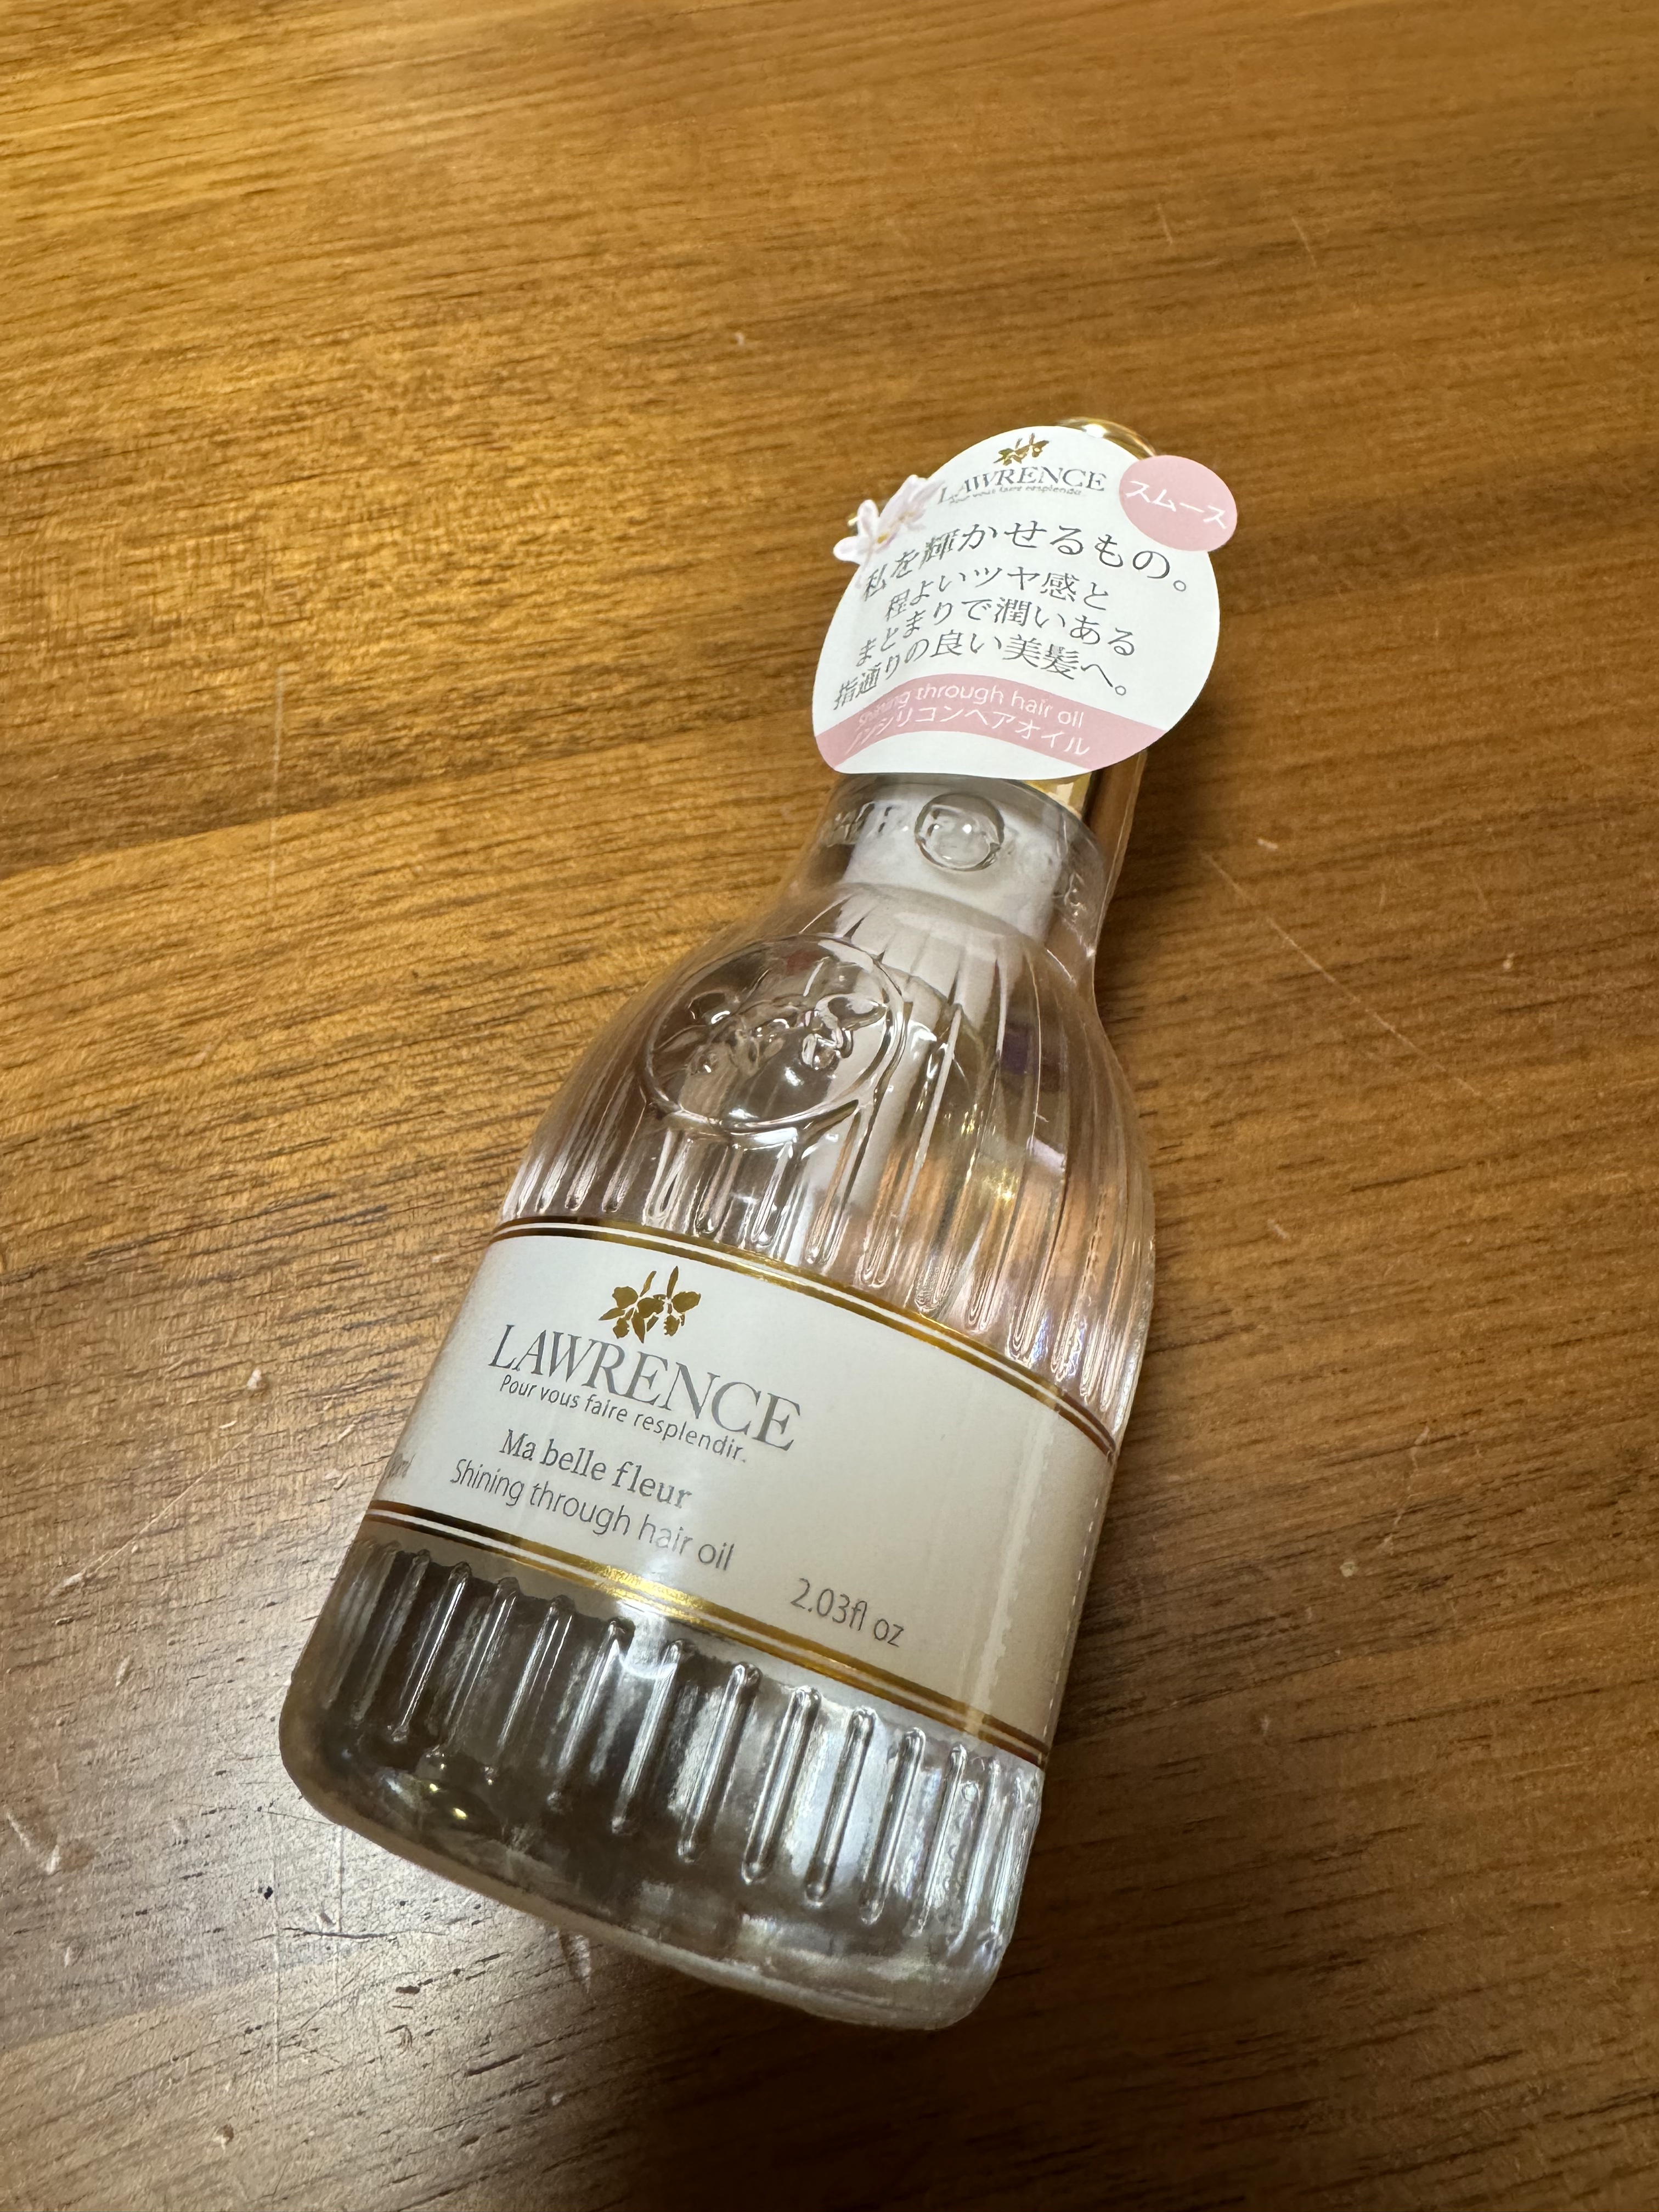 LAWRENCE
Pour vous faire resplendir.
スムース
私を輝かせるもの。
程よいツヤ感と
まとまりで潤いある
指通りの良い美髪へ。
Shining through hair oil
ノンシリコンヘアオイル
LAWRENCE
Pour vous faire resplendir.
Ma belle fleur
Shining through hair oil
2.03fl oz